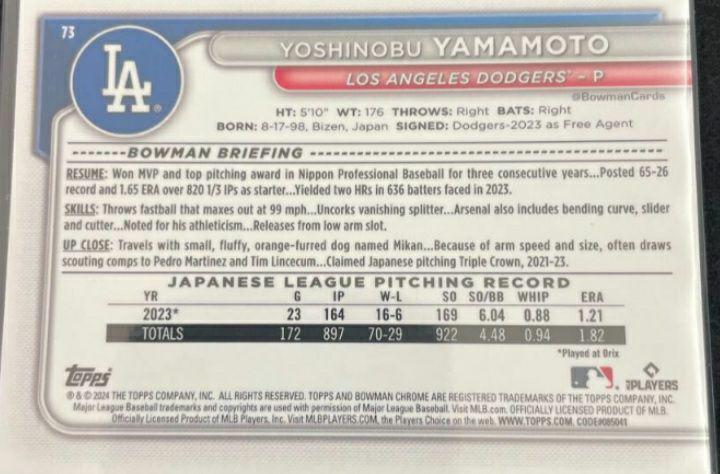 73
LA
YOSHINOBU YAMAMOTO
LOS ANGELES DODGERS® – P
@BowmanCards
HT: 5'10" WT: 176 THROWS: Right BATS: Right
BORN: 8-17-98, Bizen, Japan SIGNED: Dodgers-2023 as Free Agent
BOWMAN BRIEFING
RESUME: Won MVP and top pitching award in Nippon Professional Baseball for three consecutive years...Posted 65-26
record and 1.65 ERA over 820 1/3 IPs as starter...Yielded two HRs in 636 batters faced in 2023.
SKILLS: Throws fastball that maxes out at 99 mph...Uncorks vanishing splitter...Arsenal also includes bending curve, slider
and cutter...Noted for his athleticism...Releases from low arm slot.
UP CLOSE: Travels with small, fluffy, orange-furred dog named Mikan...Because of arm speed and size, often draws
scouting comps to Pedro Martinez and Tim Lincecum...Claimed Japanese pitching Triple Crown, 2021-23.
JAPANESE LEAGUE PITCHING RECORD
YR G IP W-L SO SO/BB WHIP ERA
2023* 23 164 16-6 169 6.04 0.88 1.21
TOTALS 172 897 70-29 922 4.48 0.94 1.82
*Played at Orix
Topps
PLAYERS
® & © 2024 THE TOPPS COMPANY, INC. ALL RIGHTS RESERVED. TOPPS AND BOWMAN CHROME ARE REGISTERED TRADEMARKS OF THE TOPPS COMPANY, INC.
Major League Baseball trademarks and copyrights are used with permission of Major League Baseball. Visit MLB.com. OFFICIALLY LICENSED PRODUCT OF MLB
Officially Licensed Product of MLB Players, Inc. Visit MLBPLAYERS.COM, the Players Choice on the web. WWW.TOPPS.COM. CODE#085041